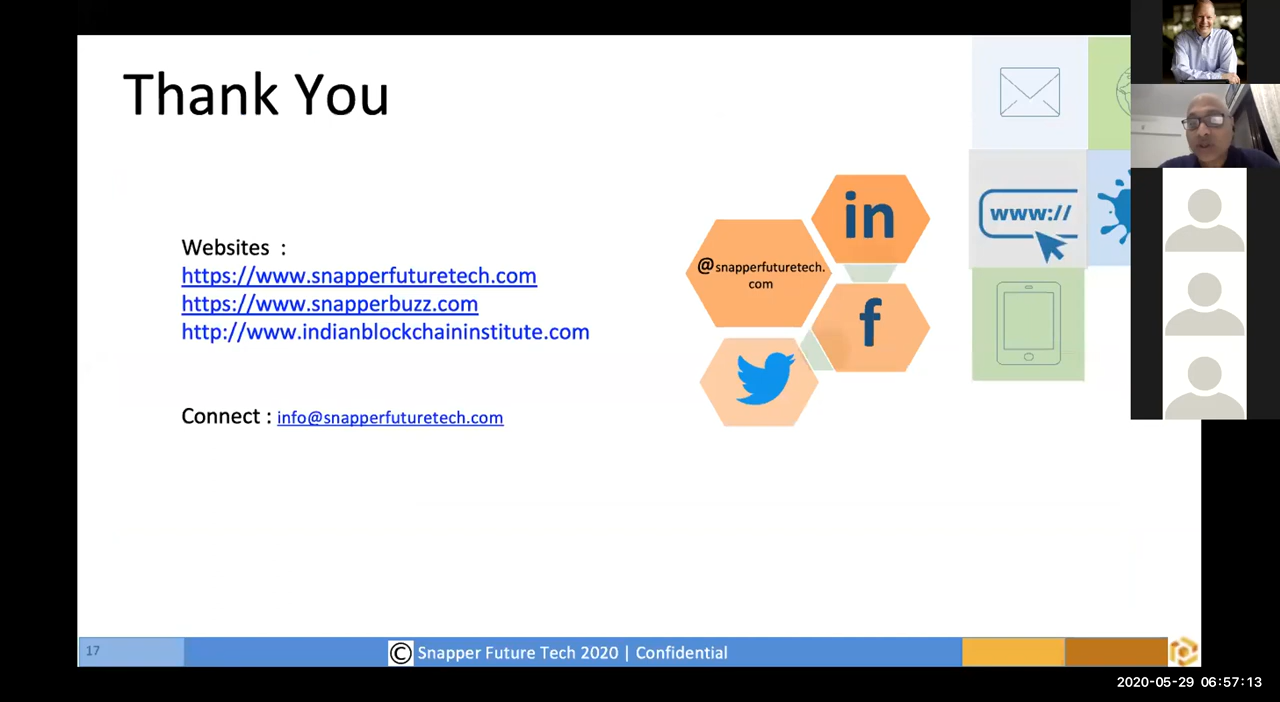 Thank You
Websites :
https://www.snapperfuturetech.com
https://www.snapperbuzz.com
http://www.indianblockchaininstitute.com
Connect : info@snapperfuturetech.com
in
@snapperfuturetech.
com
f
www://
17
© Snapper Future Tech 2020 | Confidential
2020-05-29 06:57:13